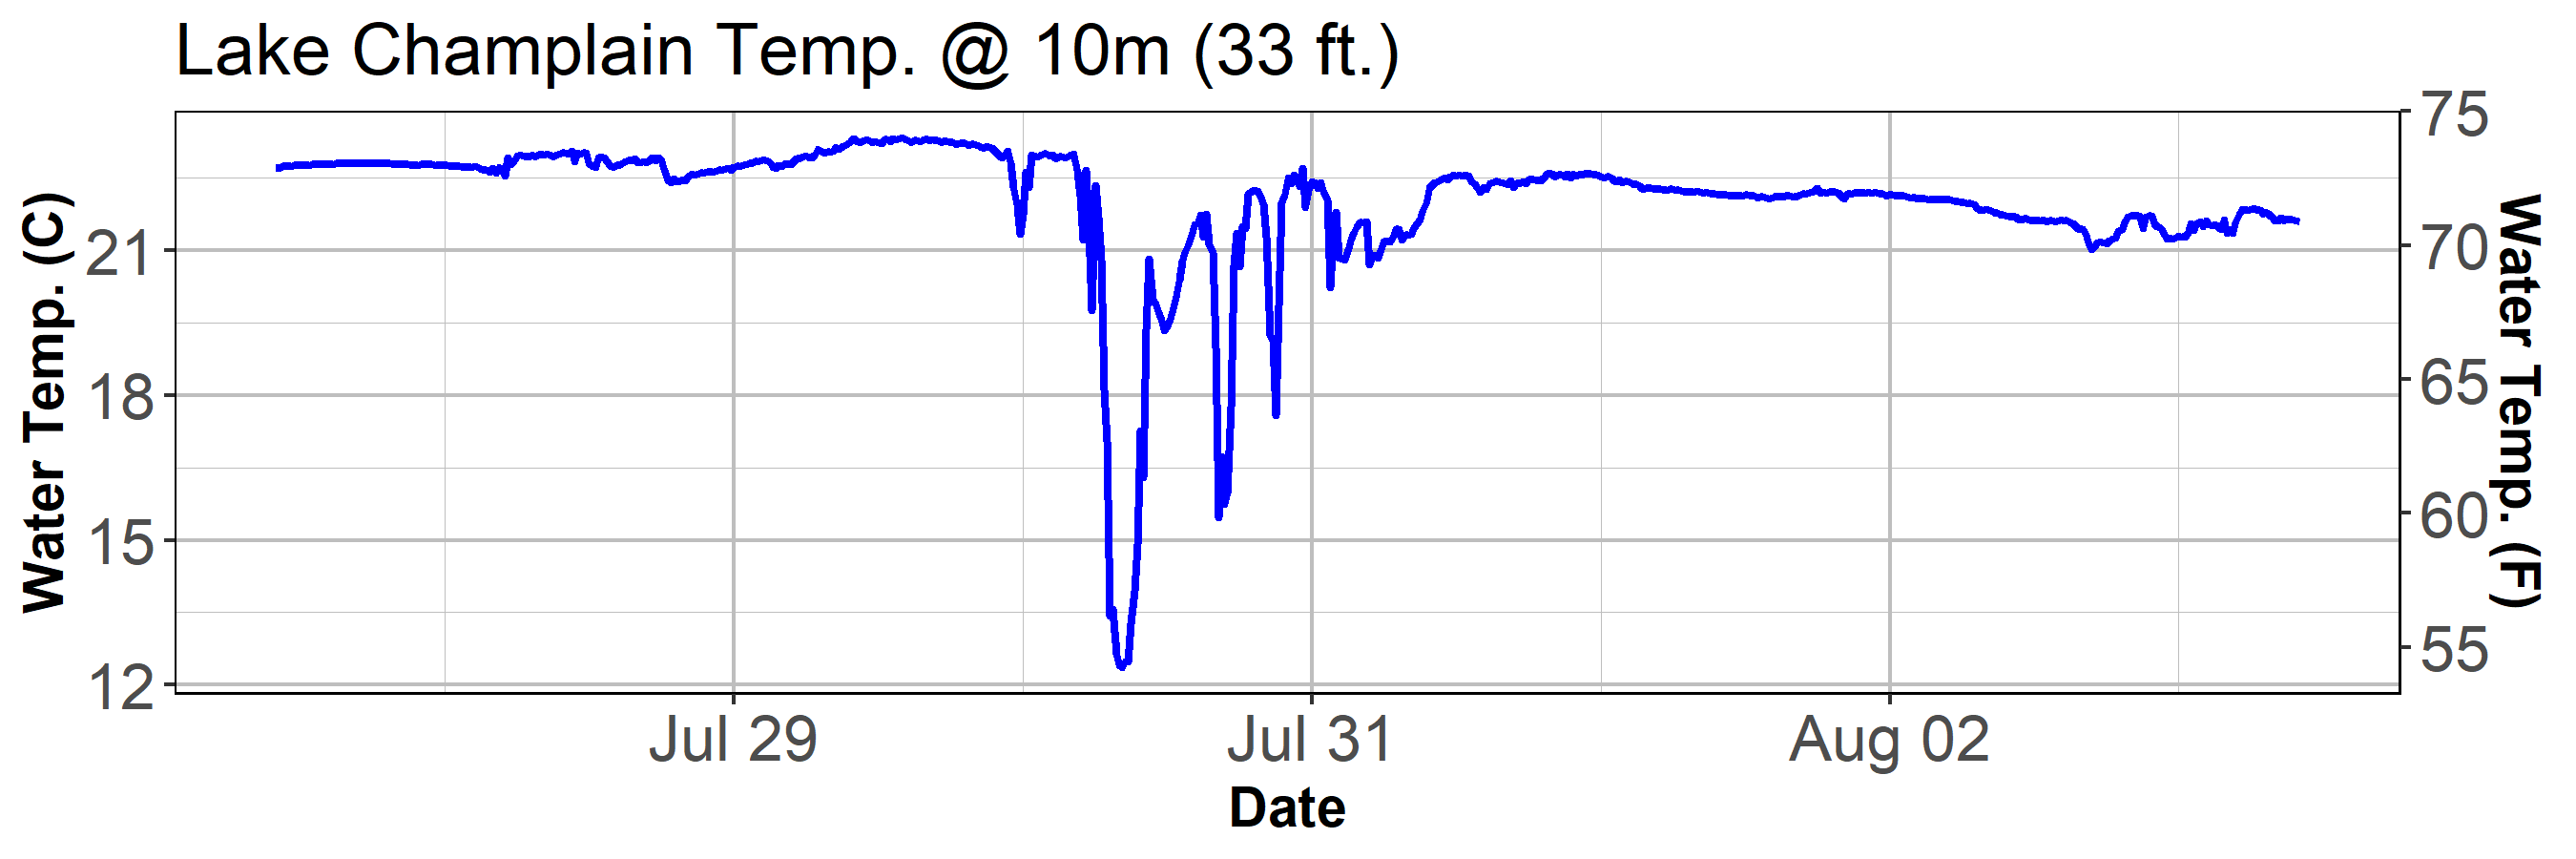 Lake Champlain Temp. @ 10m (33 ft.)
Water Temp. (C)
21
18
15
12
75
70
65
60
55
Water Temp. (F)
Jul 29
Jul 31
Aug 02
Date